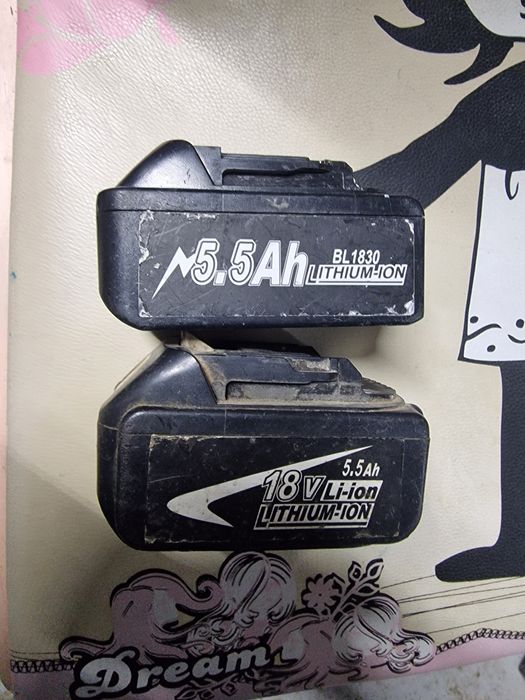 5.5Ah
BL1830
LITHIUM-ION
5.5Ah
18V Li-ion
LITHIUM-ION
Dream